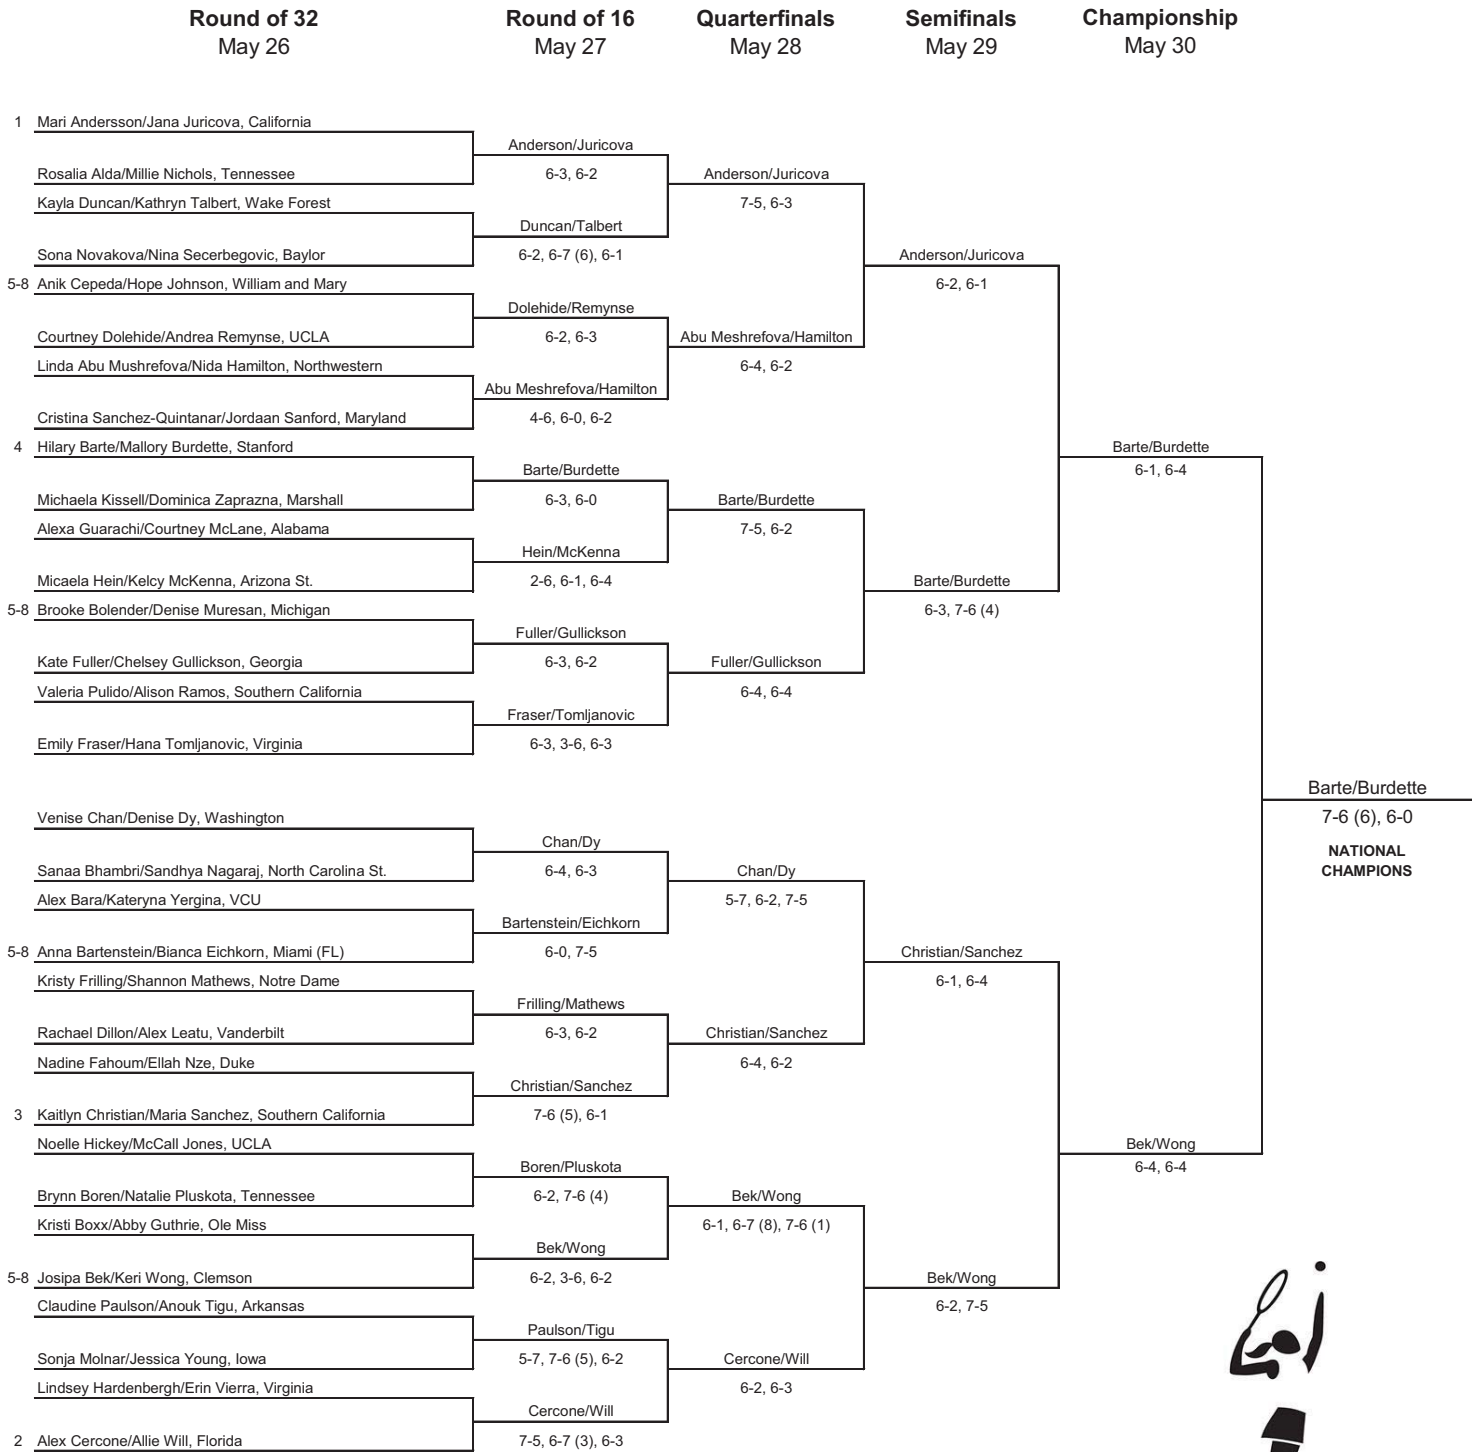 Round of 32
May 26
Round of 16
May 27
Quarterfinals
May 28
Semifinals
May 29
Championship
May 30
1 Mari Andersson/Jana Juricova, California
Rosalia Alda/Millie Nichols, Tennessee
Kayla Duncan/Kathryn Talbert, Wake Forest
Sona Novakova/Nina Secerbegovic, Baylor
5-8 Anik Cepeda/Hope Johnson, William and Mary
Courtney Dolehide/Andrea Remynse, UCLA
Linda Abu Mushrefova/Nida Hamilton, Northwestern
Cristina Sanchez-Quintanar/Jordaan Sanford, Maryland
4 Hilary Barte/Mallory Burdette, Stanford
Michaela Kissell/Dominica Zaprazna, Marshall
Alexa Guarachi/Courtney McLane, Alabama
Micaela Hein/Kelcy McKenna, Arizona St.
5-8 Brooke Bolender/Denise Muresan, Michigan
Kate Fuller/Chelsey Gullickson, Georgia
Valeria Pulido/Alison Ramos, Southern California
Emily Fraser/Hana Tomljanovic, Virginia
Venise Chan/Denise Dy, Washington
Sanaa Bhambri/Sandhya Nagaraj, North Carolina St.
Alex Bara/Kateryna Yergina, VCU
5-8 Anna Bartenstein/Bianca Eichkorn, Miami (FL)
Kristy Frilling/Shannon Mathews, Notre Dame
Rachael Dillon/Alex Leatu, Vanderbilt
Nadine Fahoum/Ellah Nze, Duke
3 Kaitlyn Christian/Maria Sanchez, Southern California
Noelle Hickey/McCall Jones, UCLA
Brynn Boren/Natalie Pluskota, Tennessee
Kristi Boxx/Abby Guthrie, Ole Miss
5-8 Josipa Bek/Keri Wong, Clemson
Claudine Paulson/Anouk Tigu, Arkansas
Sonja Molnar/Jessica Young, Iowa
Lindsey Hardenbergh/Erin Vierra, Virginia
2 Alex Cercone/Allie Will, Florida
Anderson/Juricova
6-3, 6-2
Duncan/Talbert
6-2, 6-7 (6), 6-1
Dolehide/Remynse
6-2, 6-3
Abu Meshrefova/Hamilton
4-6, 6-0, 6-2
Barte/Burdette
6-3, 6-0
Hein/McKenna
2-6, 6-1, 6-4
Fuller/Gullickson
6-3, 6-2
Fraser/Tomljanovic
6-3, 3-6, 6-3
Chan/Dy
6-4, 6-3
Bartenstein/Eichkorn
6-0, 7-5
Frilling/Mathews
6-3, 6-2
Christian/Sanchez
7-6 (5), 6-1
Boren/Pluskota
6-2, 7-6 (4)
Bek/Wong
6-2, 3-6, 6-2
Paulson/Tigu
5-7, 7-6 (5), 6-2
Cercone/Will
7-5, 6-7 (3), 6-3
Anderson/Juricova
7-5, 6-3
Abu Meshrefova/Hamilton
6-4, 6-2
Barte/Burdette
7-5, 6-2
Fuller/Gullickson
6-4, 6-4
Chan/Dy
5-7, 6-2, 7-5
Christian/Sanchez
6-4, 6-2
Bek/Wong
6-1, 6-7 (8), 7-6 (1)
Cercone/Will
6-2, 6-3
Anderson/Juricova
6-2, 6-1
Barte/Burdette
6-3, 7-6 (4)
Christian/Sanchez
6-1, 6-4
Bek/Wong
6-2, 7-5
Barte/Burdette
6-1, 6-4
Bek/Wong
6-4, 6-4
Barte/Burdette
7-6 (6), 6-0
NATIONAL
CHAMPIONS